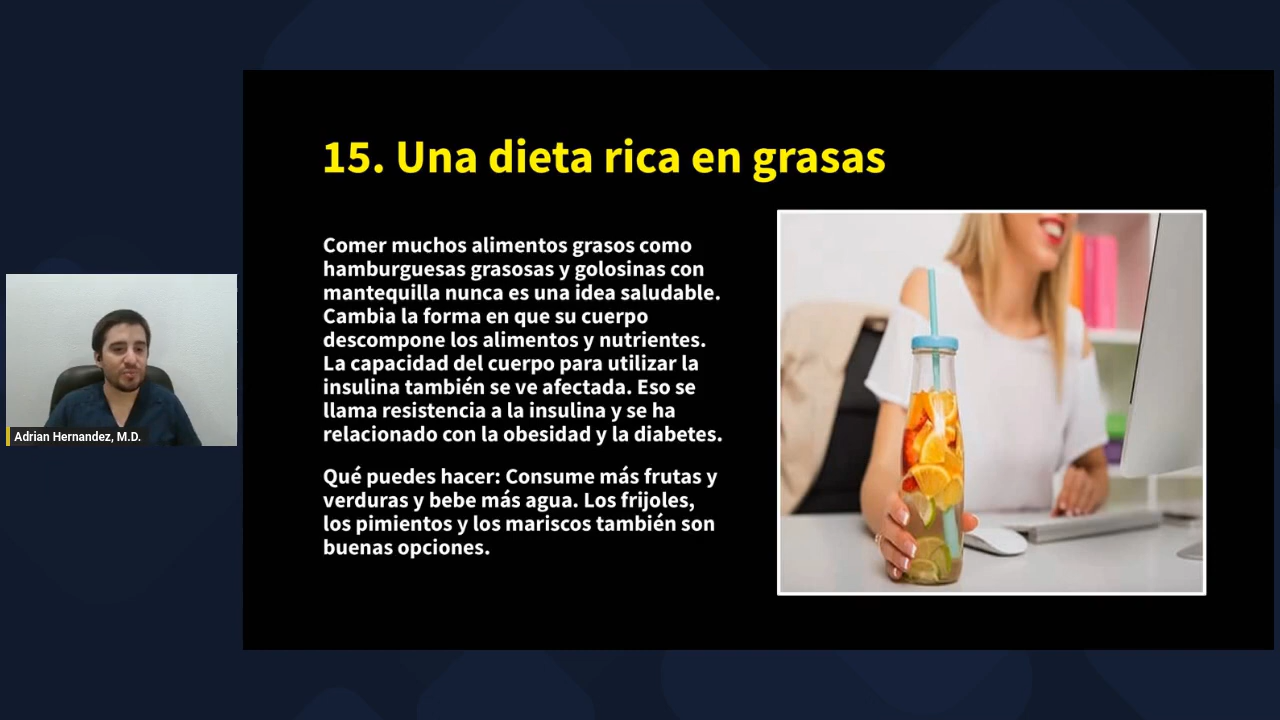 15. Una dieta rica en grasas
Comer muchos alimentos grasos como
hamburguesas grasosas y golosinas con
mantequilla nunca es una idea saludable.
Cambia la forma en que su cuerpo
descompone los alimentos y nutrientes.
La capacidad del cuerpo para utilizar la
insulina también se ve afectada. Eso se
llama resistencia a la insulina y se ha
relacionado con la obesidad y la diabetes.
Qué puedes hacer: Consume más frutas y
verduras y bebe más agua. Los frijoles,
los pimientos y los mariscos también son
buenas opciones.
Adrian Hernandez, M.D.